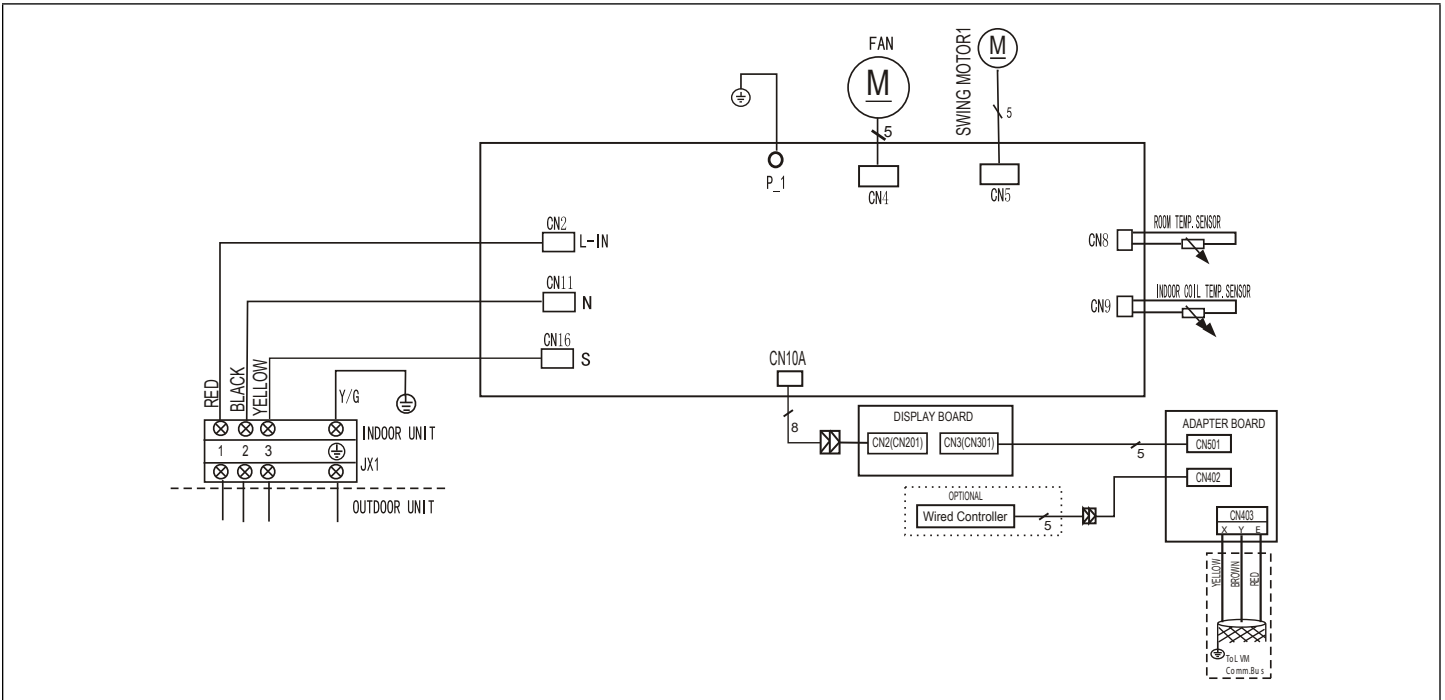 FAN
M
SWING MOTOR1
M
5
5
P_1
CN4
CN5
CN2
L-IN
CN8
ROOM TEMP. SENSOR
CN11
N
CN9
INDOOR COIL TEMP. SENSOR
CN16
S
CN10A
RED
BLACK
YELLOW
Y/G
8
INDOOR UNIT
1 2 3
JX1
OUTDOOR UNIT
DISPLAY BOARD
CN2(CN201)
CN3(CN301)
5
ADAPTER BOARD
CN501
CN402
OPTIONAL
Wired Controller
5
CN403
X Y E
YELLOW
BROWIN
RED
To L VM
Comm.Bus